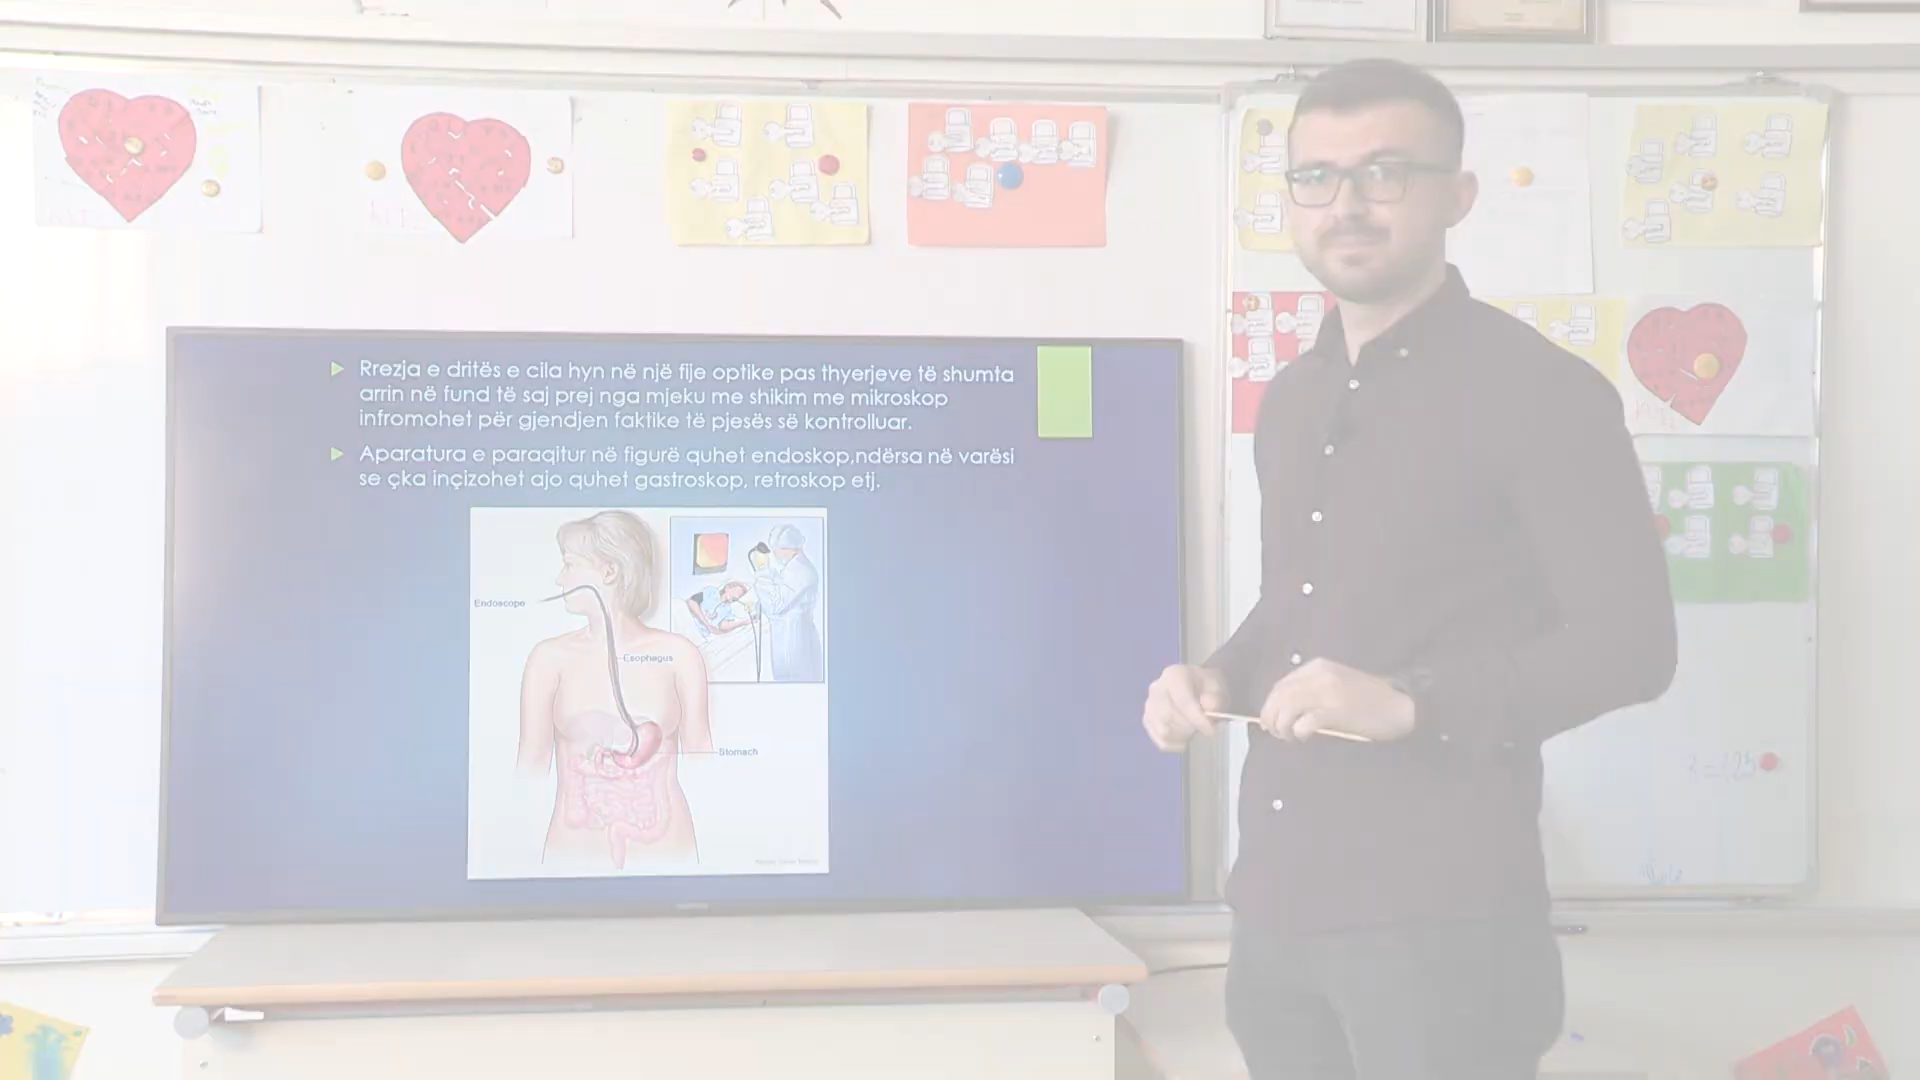 Rrezja e dritës e cila hyn në një fije optike pas thyerjeve të shumta
arrin në fund të saj prej nga mjeku me shikim me mikroskop
infromohet për gjendjen faktike të pjesës së kontrolluar.
Aparatura e paraqitur në figurë quhet endoskop,ndërsa në varësi
se çka inçizohet ajo quhet gastroskop, retroskop etj.
Endoscope
Esophagus
Stomach